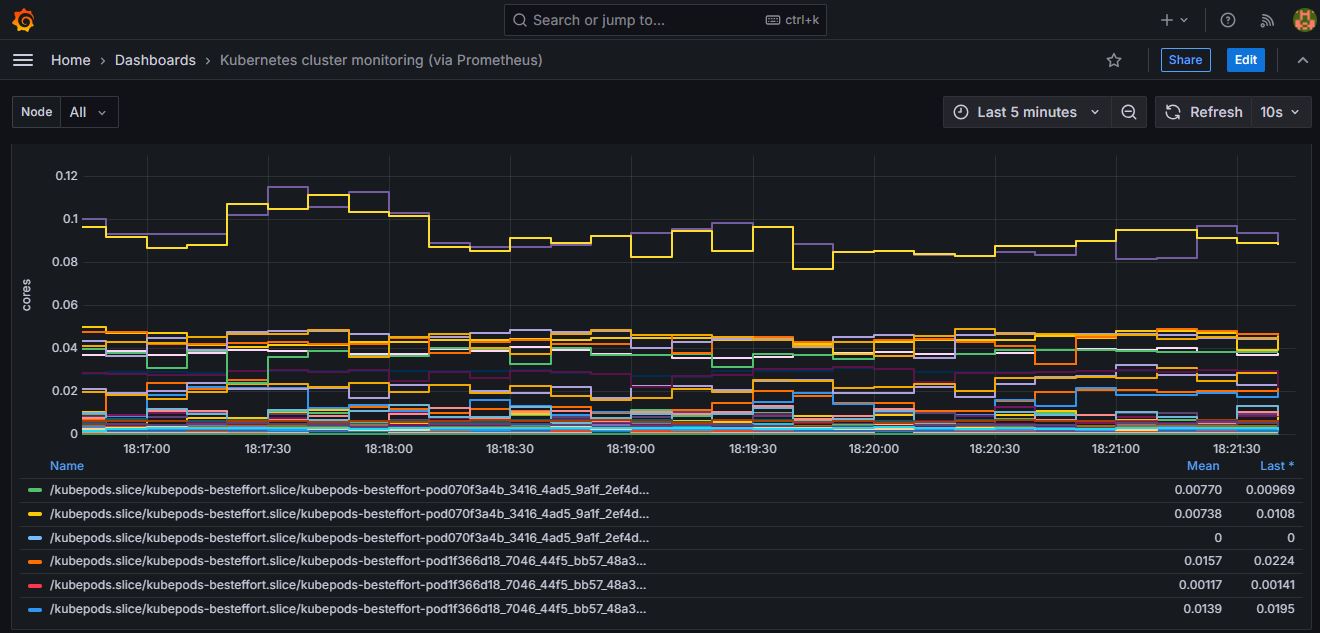 Search or jump to... ctrl+k
Home › Dashboards › Kubernetes cluster monitoring (via Prometheus) Share Edit
Node All Last 5 minutes Refresh 10s
cores
0.12
0.1
0.08
0.06
0.04
0.02
0
18:17:00 18:17:30 18:18:00 18:18:30 18:19:00 18:19:30 18:20:00 18:20:30 18:21:00 18:21:30
Name Mean Last *
/kubepods.slice/kubepods-besteffort.slice/kubepods-besteffort-pod070f3a4b_3416_4ad5_9a1f_2ef4d... 0.00770 0.00969
/kubepods.slice/kubepods-besteffort.slice/kubepods-besteffort-pod070f3a4b_3416_4ad5_9a1f_2ef4d... 0.00738 0.0108
/kubepods.slice/kubepods-besteffort.slice/kubepods-besteffort-pod070f3a4b_3416_4ad5_9a1f_2ef4d... 0 0
/kubepods.slice/kubepods-besteffort.slice/kubepods-besteffort-pod1f366d18_7046_44f5_bb57_48a3... 0.0157 0.0224
/kubepods.slice/kubepods-besteffort.slice/kubepods-besteffort-pod1f366d18_7046_44f5_bb57_48a3... 0.00117 0.00141
/kubepods.slice/kubepods-besteffort.slice/kubepods-besteffort-pod1f366d18_7046_44f5_bb57_48a3... 0.0139 0.0195